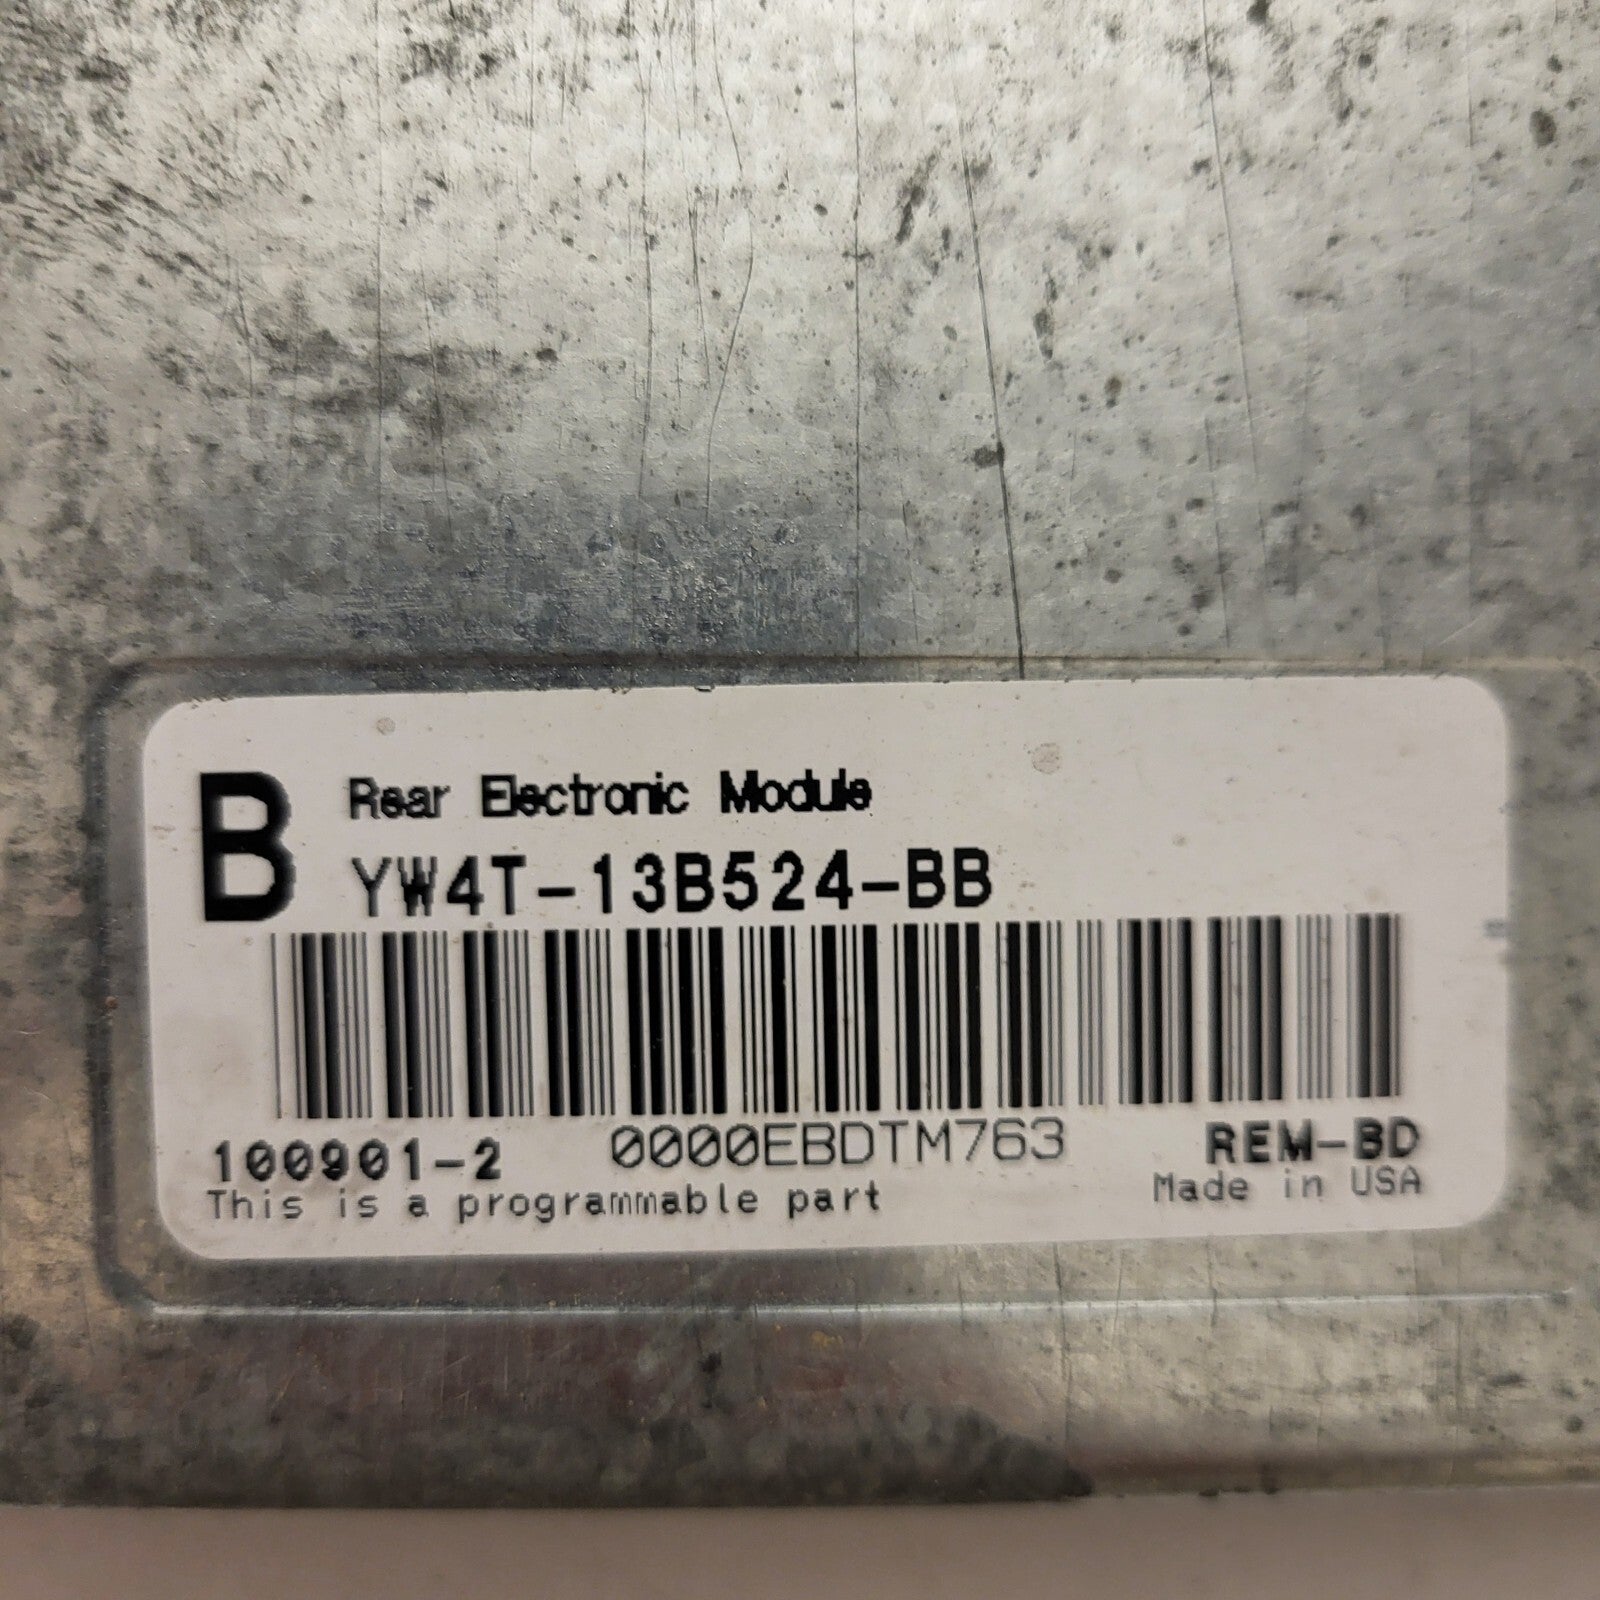 B Rear Electronic Module
YW4T-13B524-BB
100901-2 0000EBDTM763 REM-BD
This is a programmable part Made in USA